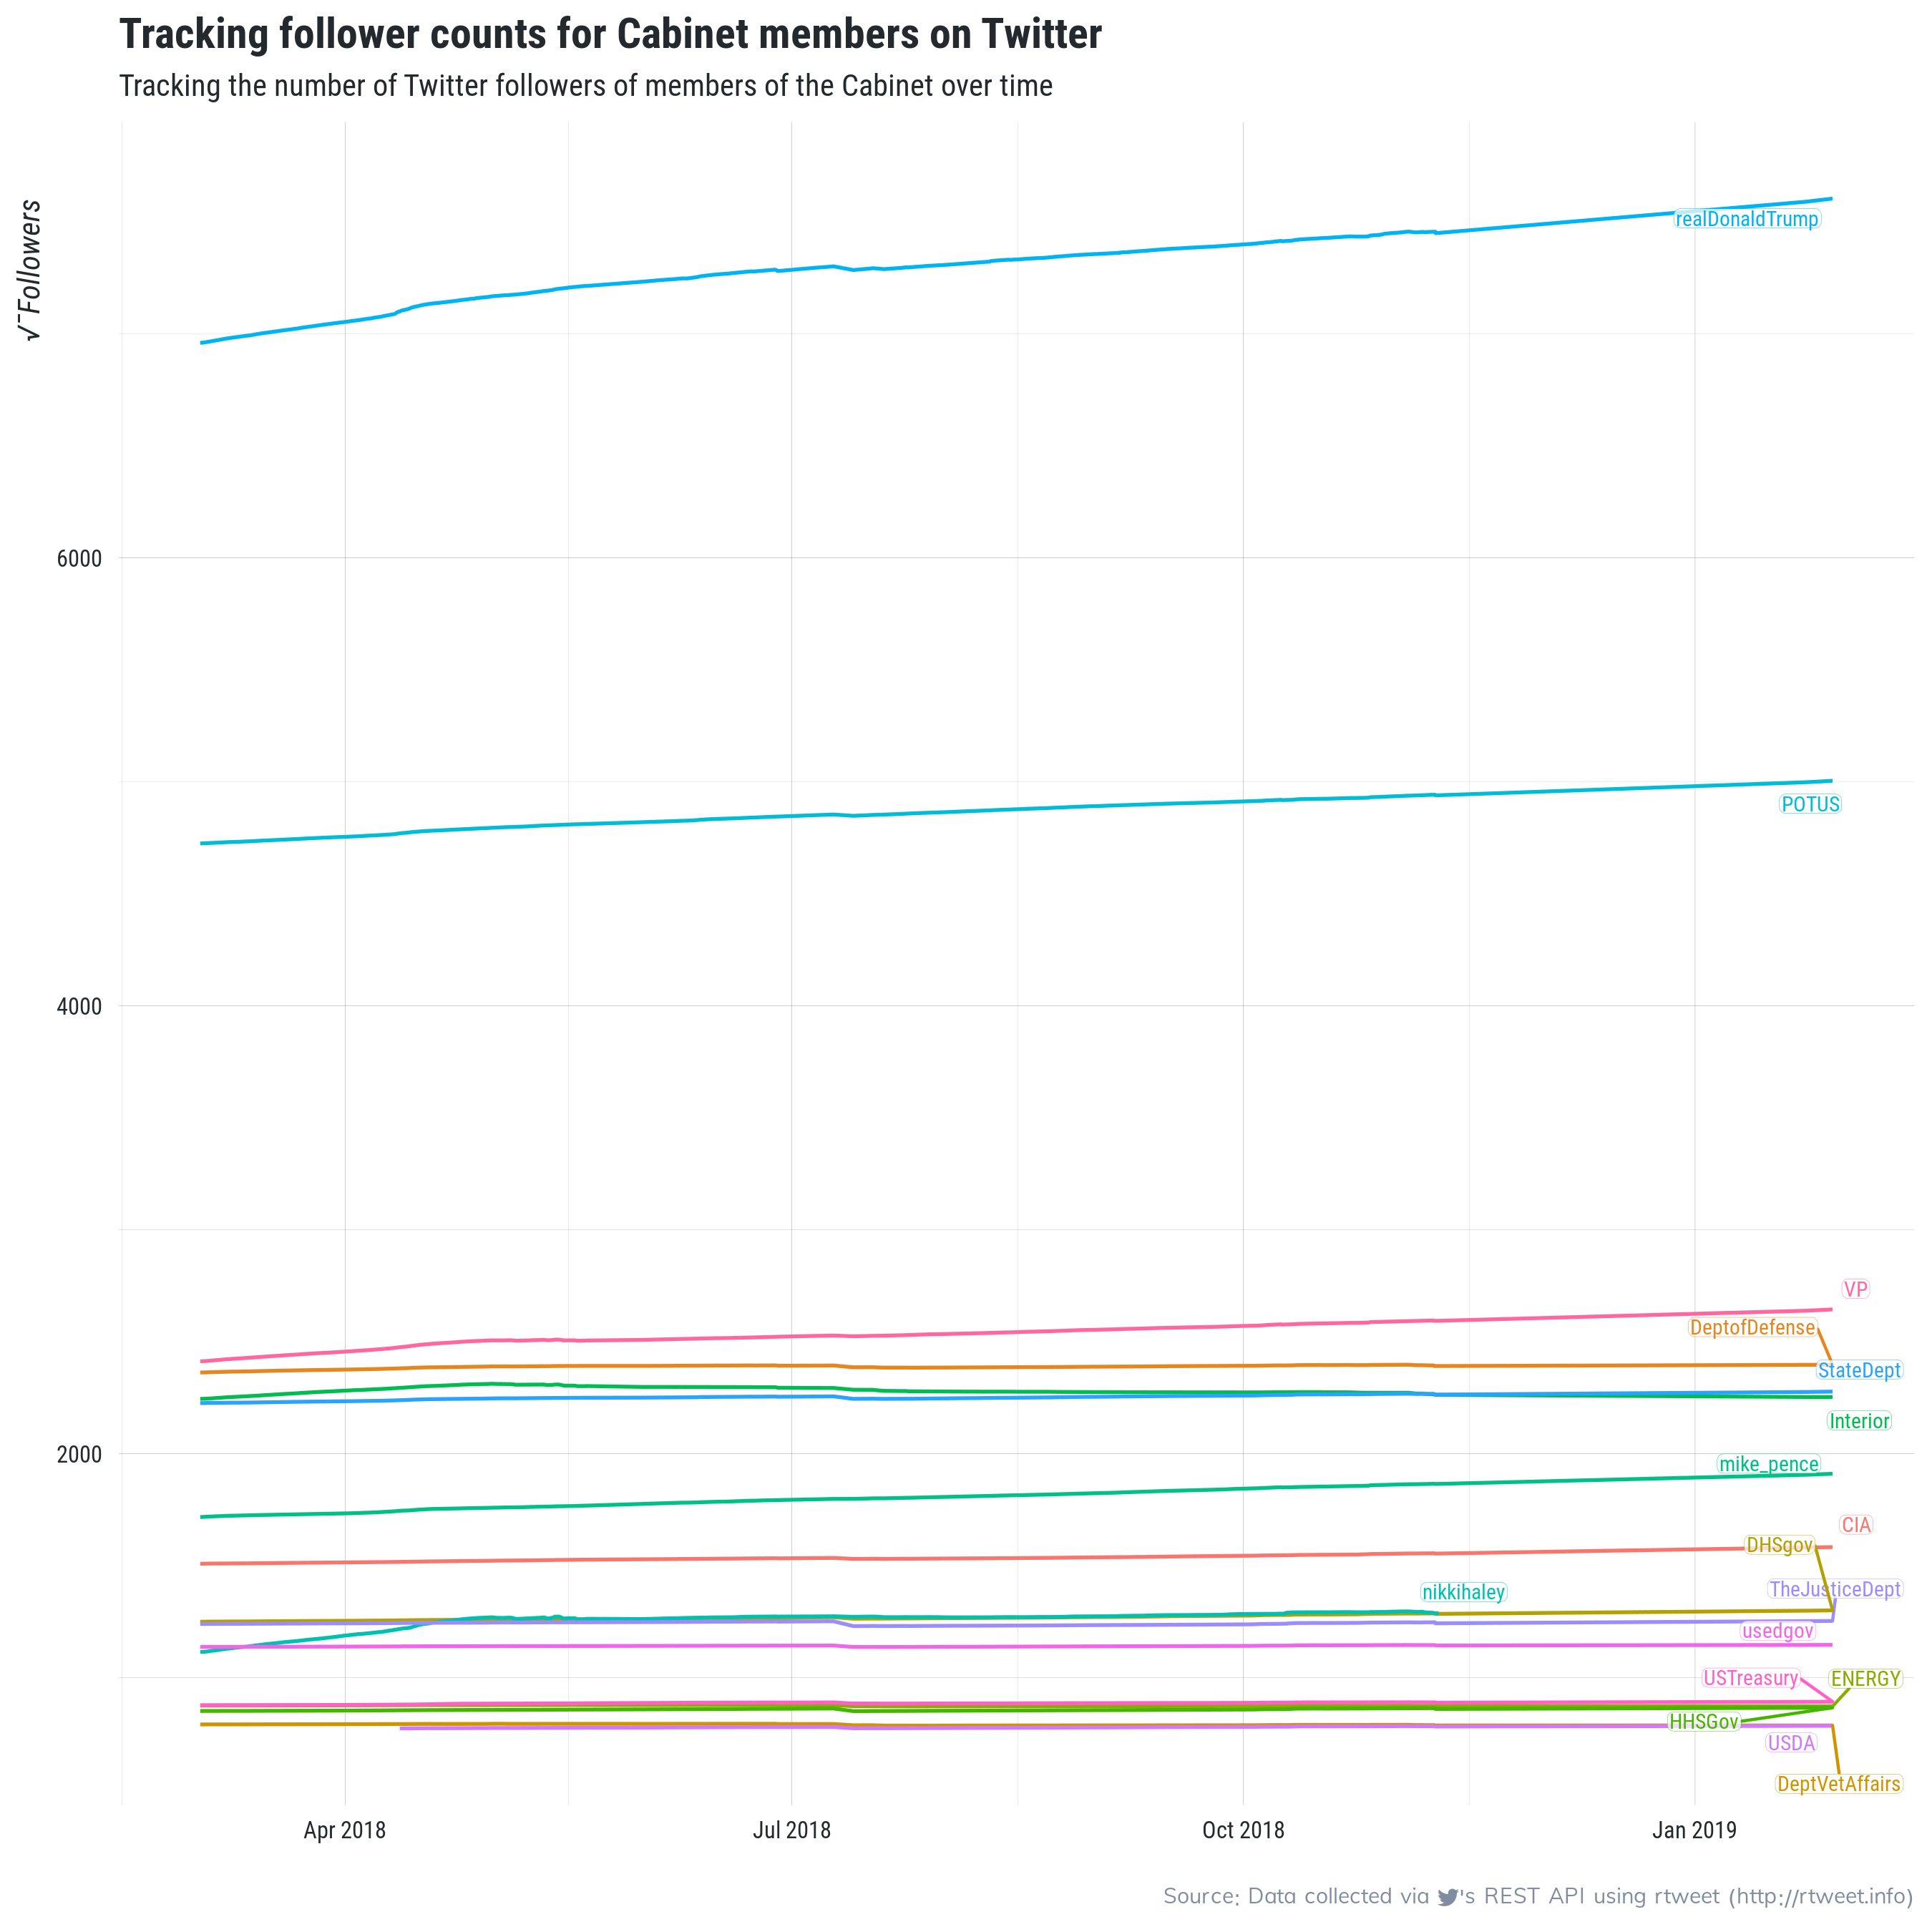 Tracking follower counts for Cabinet members on Twitter
Tracking the number of Twitter followers of members of the Cabinet over time
√‾Followers
realDonaldTrump
6000
POTUS
4000
VP
DeptofDefense
StateDept
Interior
2000
mike_pence
CIA
DHSgov
nikkihaley
TheJusticeDept
usedgov
USTreasury
ENERGY
HHSGov
USDA
DeptVetAffairs
Apr 2018
Jul 2018
Oct 2018
Jan 2019
Source: Data collected via 's REST API using rtweet (http://rtweet.info)